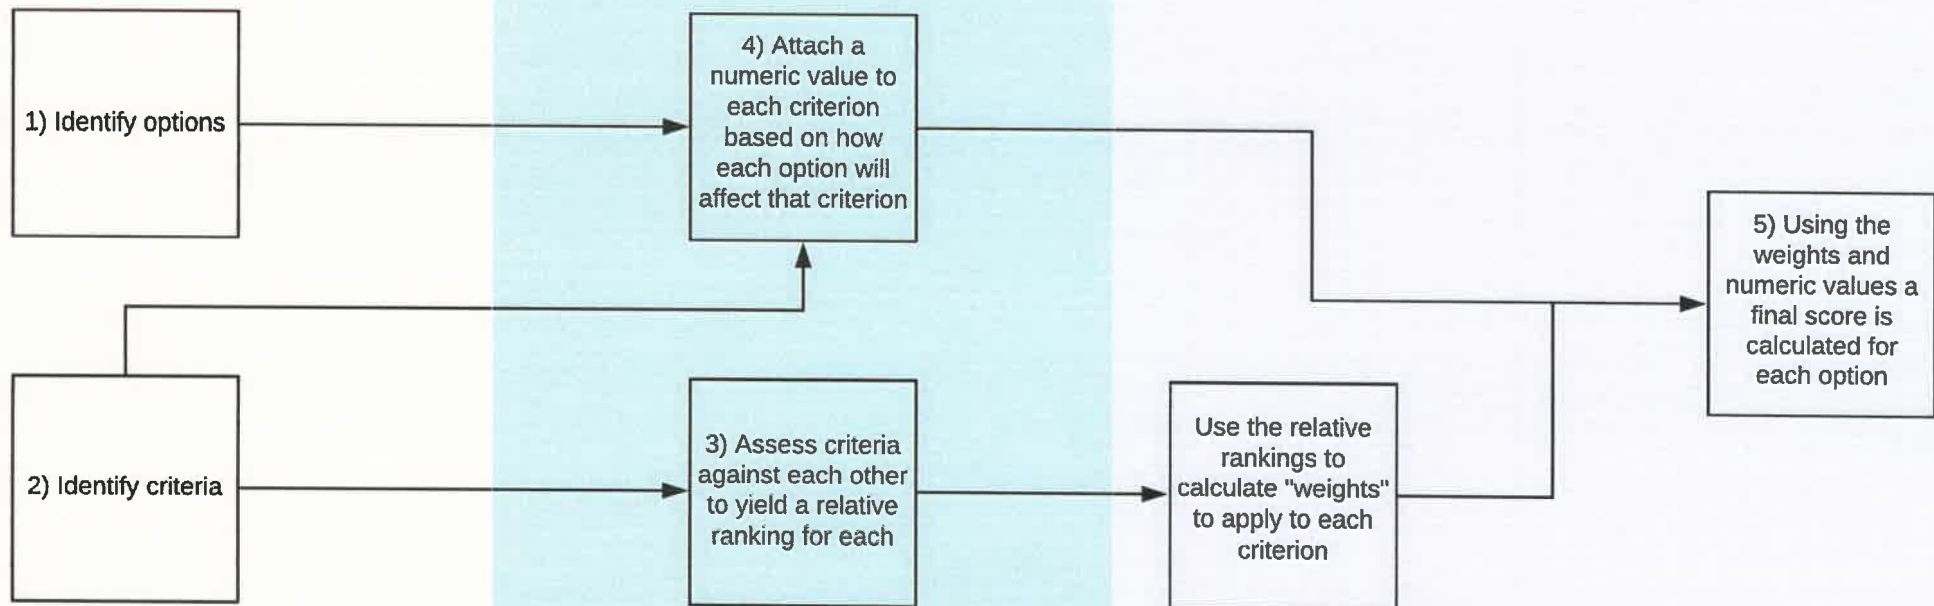 1) Identify options
4) Attach a
numeric value to
each criterion
based on how
each option will
affect that criterion
5) Using the
weights and
numeric values a
final score is
calculated for
each option
2) Identify criteria
3) Assess criteria
against each other
to yield a relative
ranking for each
Use the relative
rankings to
calculate "weights"
to apply to each
criterion